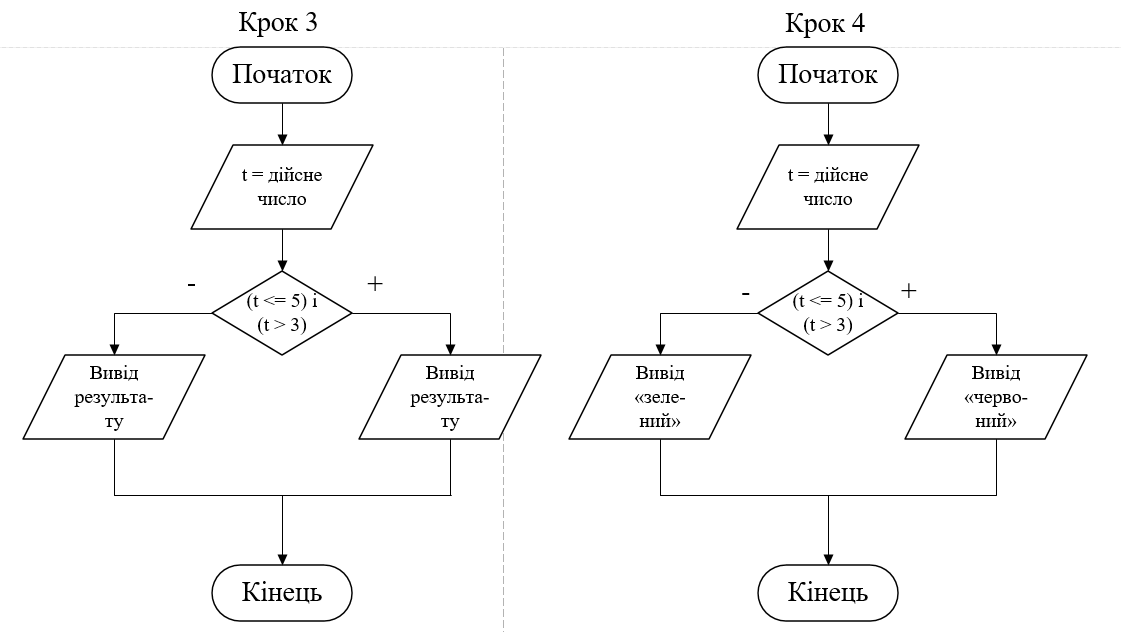 Крок 3
Початок
t = дійсне
число
-
+
(t <= 5) і
(t > 3)
Вивід
результа-
ту
Вивід
результа-
ту
Кінець
Крок 4
Початок
t = дійсне
число
-
+
(t <= 5) і
(t > 3)
Вивід
«зеле-
ний»
Вивід
«черво-
ний»
Кінець